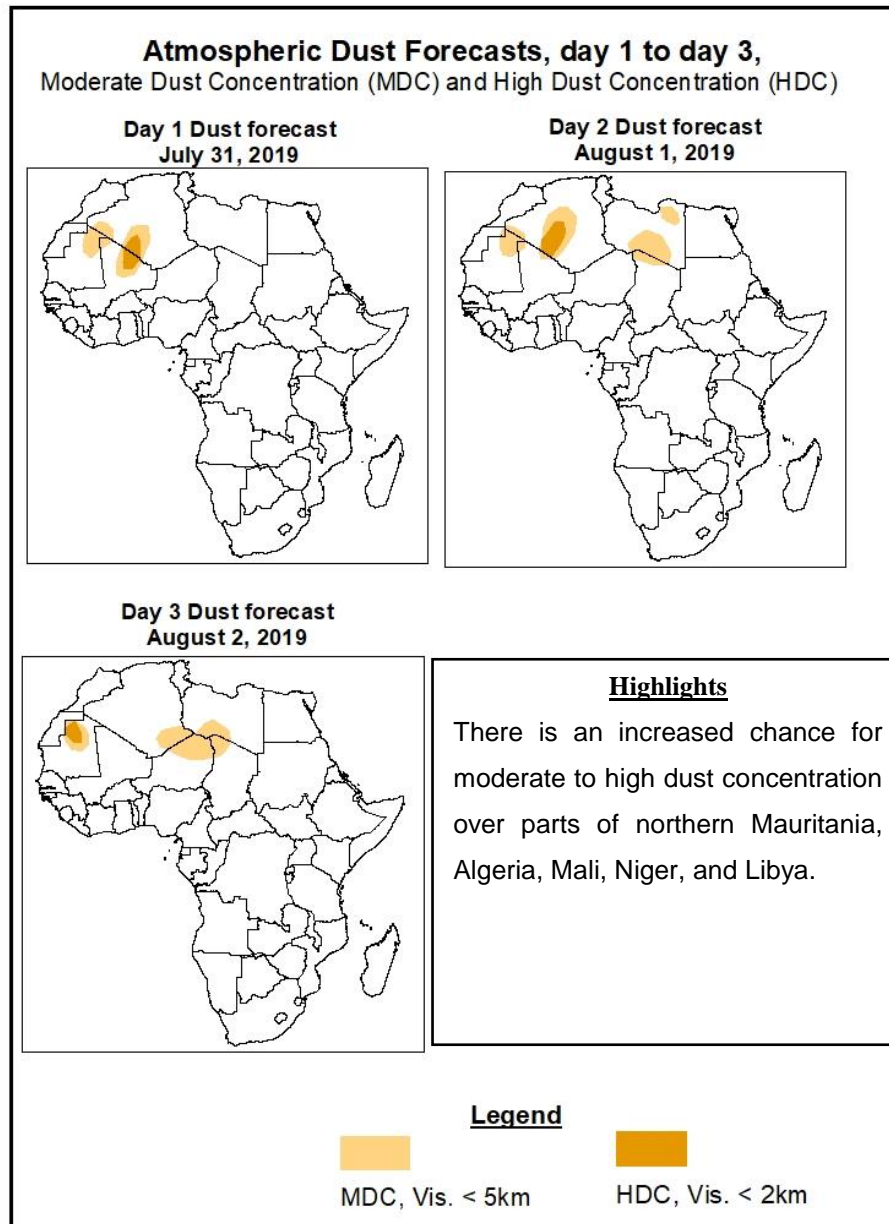 Atmospheric Dust Forecasts, day 1 to day 3,
Moderate Dust Concentration (MDC) and High Dust Concentration (HDC)
Day 1 Dust forecast
July 31, 2019
Day 2 Dust forecast
August 1, 2019
Day 3 Dust forecast
August 2, 2019
Highlights
There is an increased chance for
moderate to high dust concentration
over parts of northern Mauritania,
Algeria, Mali, Niger, and Libya.
Legend
MDC, Vis. < 5km
HDC, Vis. < 2km